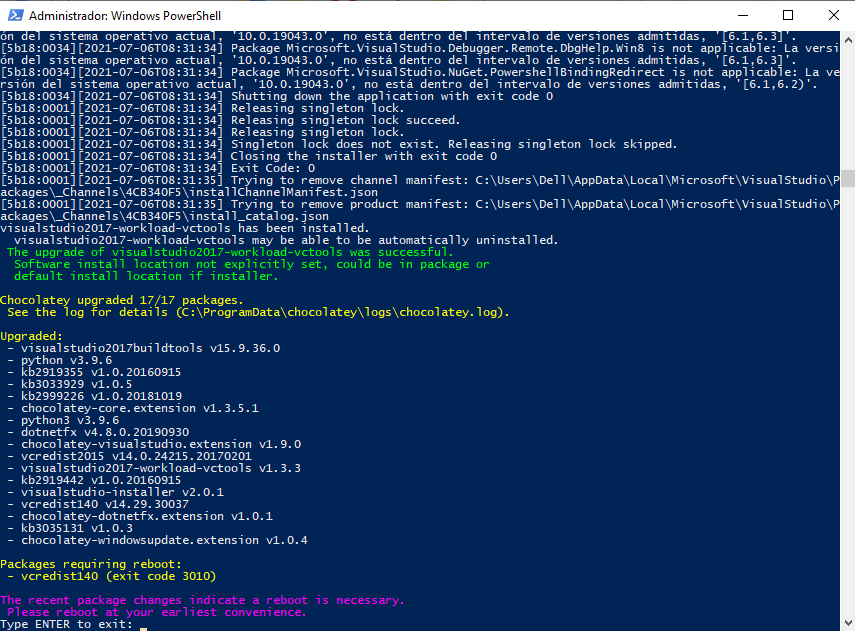 Administrador: Windows PowerShell
ón del sistema operativo actual, '10.0.19043.0', no está dentro del intervalo de versiones admitidas, '[6.1,6.3]'.
[5b18:0034][2021-07-06T08:31:34] Package Microsoft.VisualStudio.Debugger.Remote.DbgHelp.Win8 is not applicable: La versi
ón del sistema operativo actual, '10.0.19043.0', no está dentro del intervalo de versiones admitidas, '[6.1,6.3]'.
[5b18:0034][2021-07-06T08:31:34] Package Microsoft.VisualStudio.NuGet.PowershellBindingRedirect is not applicable: La ve
rsión del sistema operativo actual, '10.0.19043.0', no está dentro del intervalo de versiones admitidas, '[6.1,6.2)'.
[5b18:0034][2021-07-06T08:31:34] Shutting down the application with exit code 0
[5b18:0001][2021-07-06T08:31:34] Releasing singleton lock.
[5b18:0001][2021-07-06T08:31:34] Releasing singleton lock succeed.
[5b18:0001][2021-07-06T08:31:34] Releasing singleton lock.
[5b18:0001][2021-07-06T08:31:34] Singleton lock does not exist. Releasing singleton lock skipped.
[5b18:0001][2021-07-06T08:31:34] Closing the installer with exit code 0
[5b18:0001][2021-07-06T08:31:34] Exit Code: 0
[5b18:0001][2021-07-06T08:31:35] Trying to remove channel manifest: C:\Users\Dell\AppData\Local\Microsoft\VisualStudio\P
ackages\_Channels\4CB340F5\installChannelManifest.json
[5b18:0001][2021-07-06T08:31:35] Trying to remove product manifest: C:\Users\Dell\AppData\Local\Microsoft\VisualStudio\P
ackages\_Channels\4CB340F5\install_catalog.json
visualstudio2017-workload-vctools has been installed.
visualstudio2017-workload-vctools may be able to be automatically uninstalled.
The upgrade of visualstudio2017-workload-vctools was successful.
Software install location not explicitly set, could be in package or
default install location if installer.
Chocolatey upgraded 17/17 packages.
See the log for details (C:\ProgramData\chocolatey\logs\chocolatey.log).
Upgraded:
- visualstudio2017buildtools v15.9.36.0
- python v3.9.6
- kb2919355 v1.0.20160915
- kb3033929 v1.0.5
- kb2999226 v1.0.20181019
- chocolatey-core.extension v1.3.5.1
- python3 v3.9.6
- dotnetfx v4.8.0.20190930
- chocolatey-visualstudio.extension v1.9.0
- vcredist2015 v14.0.24215.20170201
- visualstudio2017-workload-vctools v1.3.3
- kb2919442 v1.0.20160915
- visualstudio-installer v2.0.1
- vcredist140 v14.29.30037
- chocolatey-dotnetfx.extension v1.0.1
- kb3035131 v1.0.3
- chocolatey-windowsupdate.extension v1.0.4
Packages requiring reboot:
- vcredist140 (exit code 3010)
The recent package changes indicate a reboot is necessary.
Please reboot at your earliest convenience.
Type ENTER to exit: